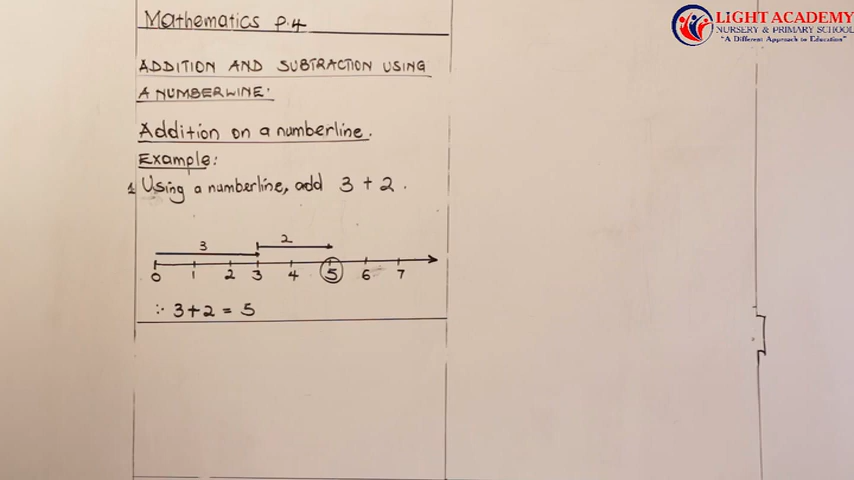 Mathematics p.4
LIGHT ACADEMY
NURSERY & PRIMARY SCHOOL
"A Different Approach to Education"
ADDITION AND SUBTRACTION USING
A NUMBERLINE.
Addition on a numberline.
Example:
1. Using a numberline, add 3 + 2.
3 2
0 1 2 3 4 5 6 7
∴ 3+2 = 5